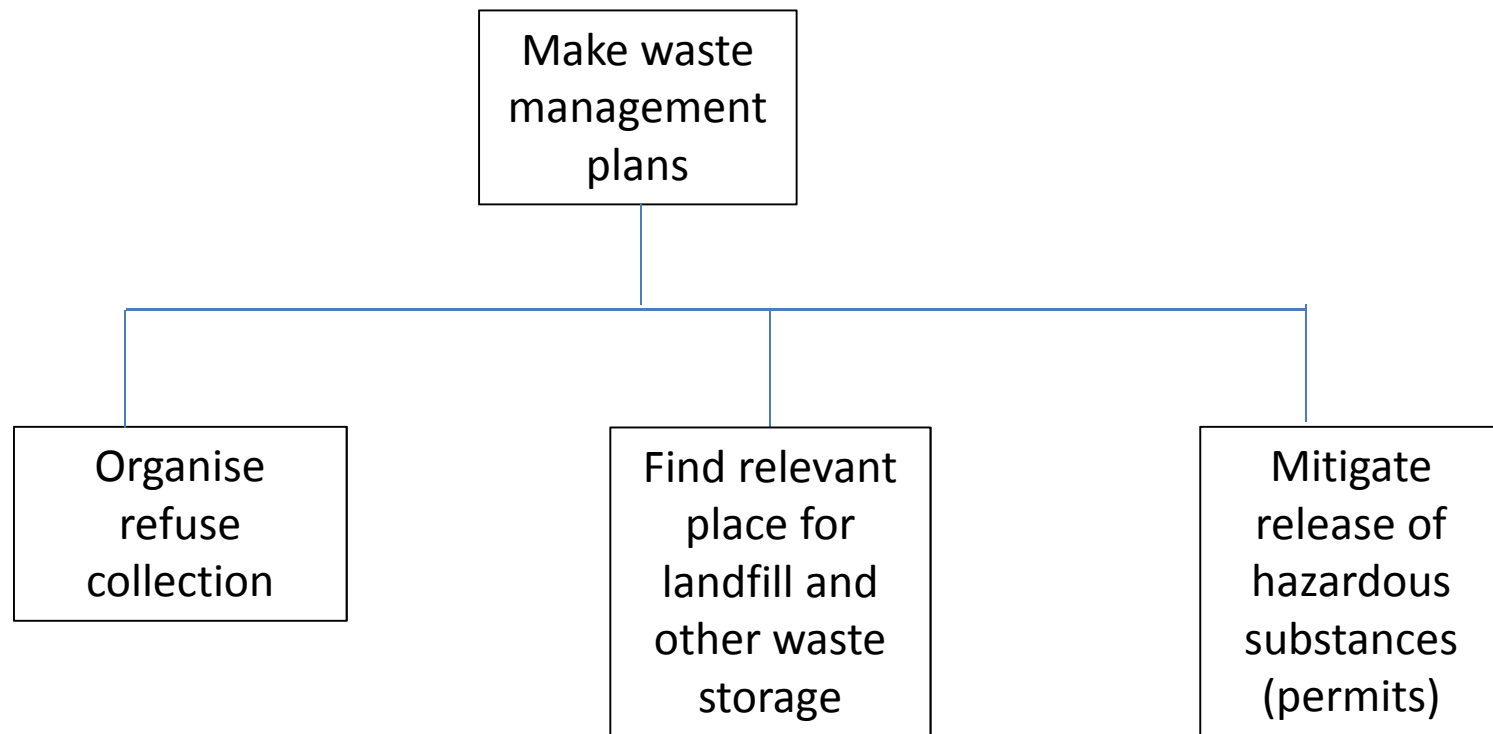 Make waste
management
plans
Organise
refuse
collection
Find relevant
place for
landfill and
other waste
storage
Mitigate
release of
hazardous
substances
(permits)